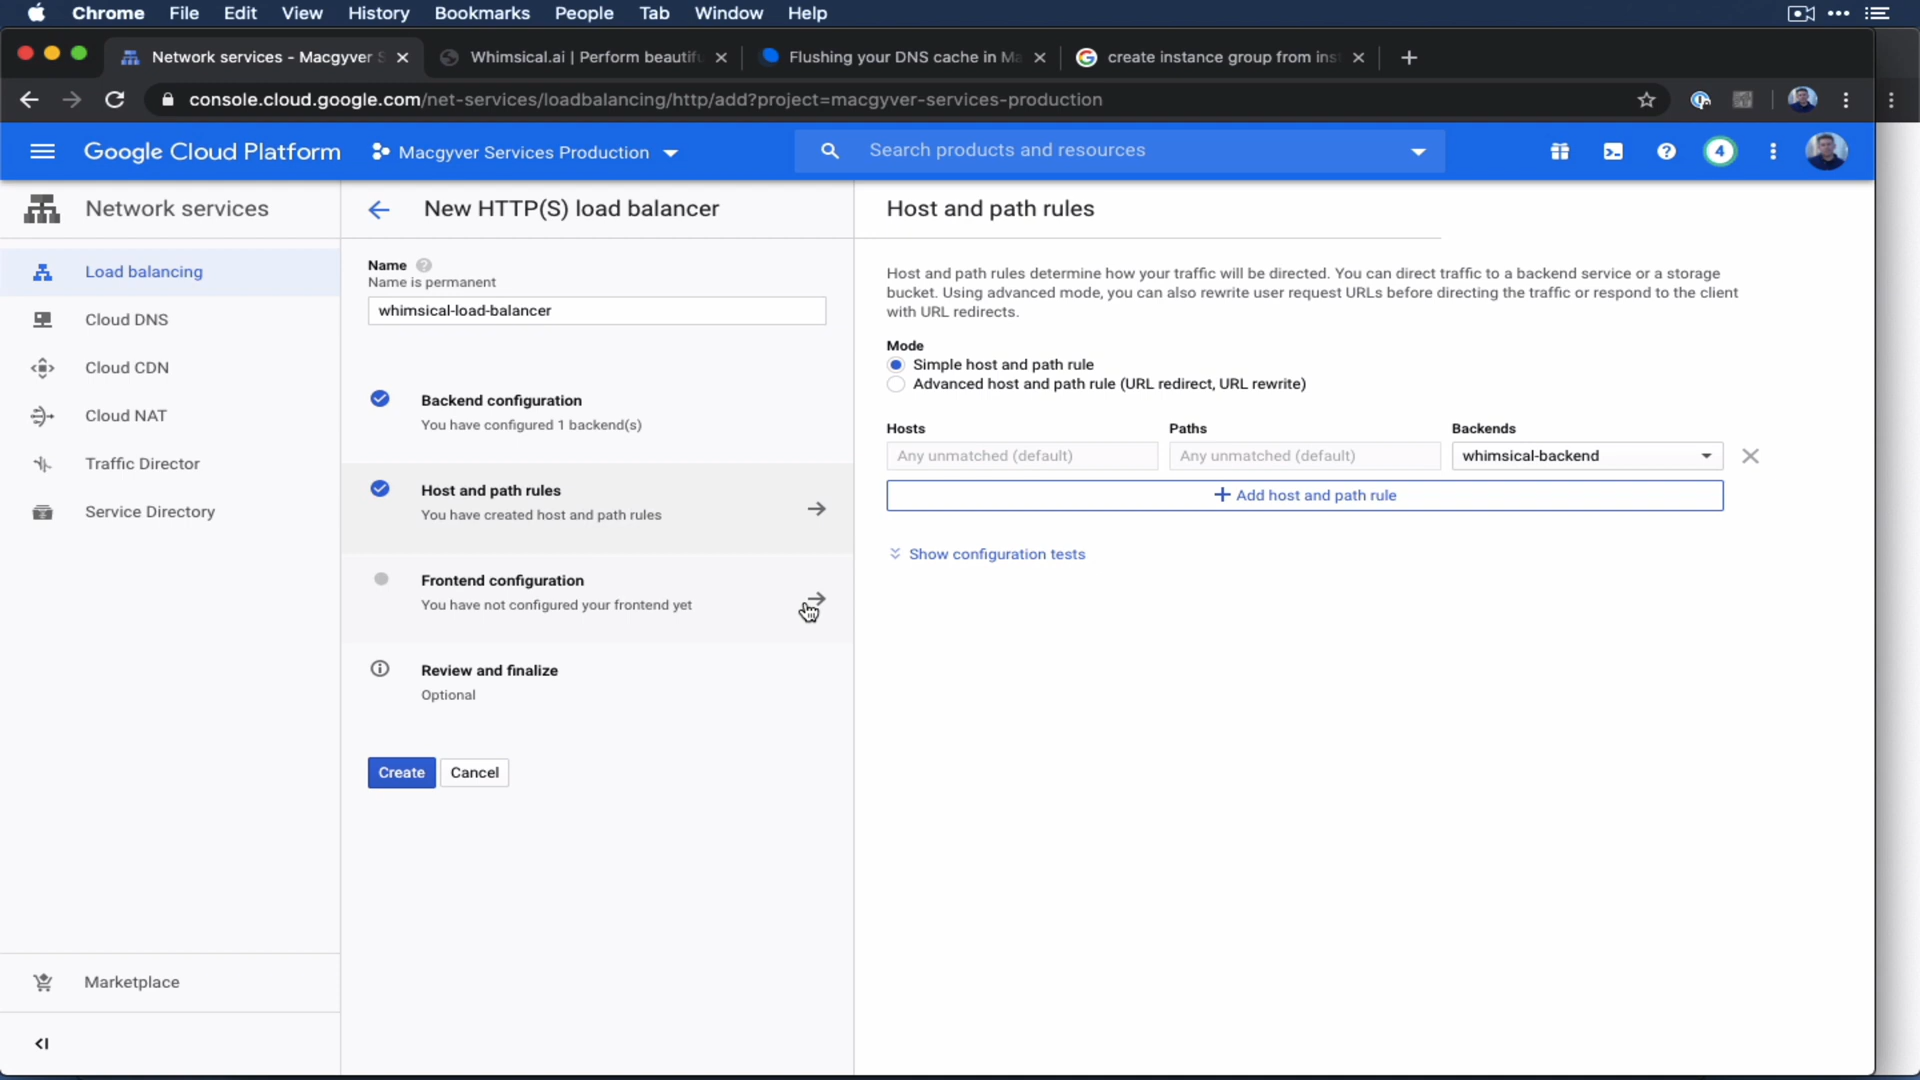 Chrome File Edit View History Bookmarks People Tab Window Help
Network services - Macgyver S
Whimsical.ai | Perform beautifu
Flushing your DNS cache in Ma
create instance group from ins
console.cloud.google.com/net-services/loadbalancing/http/add?project=macgyver-services-production
Google Cloud Platform
Macgyver Services Production
Search products and resources
4
Network services
Load balancing
Cloud DNS
Cloud CDN
Cloud NAT
Traffic Director
Service Directory
Marketplace
New HTTP(S) load balancer
Name
Name is permanent
whimsical-load-balancer
Backend configuration
You have configured 1 backend(s)
Host and path rules
You have created host and path rules
Frontend configuration
You have not configured your frontend yet
Review and finalize
Optional
Create Cancel
Host and path rules
Host and path rules determine how your traffic will be directed. You can direct traffic to a backend service or a storage
bucket. Using advanced mode, you can also rewrite user request URLs before directing the traffic or respond to the client
with URL redirects.
Mode
Simple host and path rule
Advanced host and path rule (URL redirect, URL rewrite)
Hosts Paths Backends
Any unmatched (default) Any unmatched (default) whimsical-backend
+ Add host and path rule
Show configuration tests